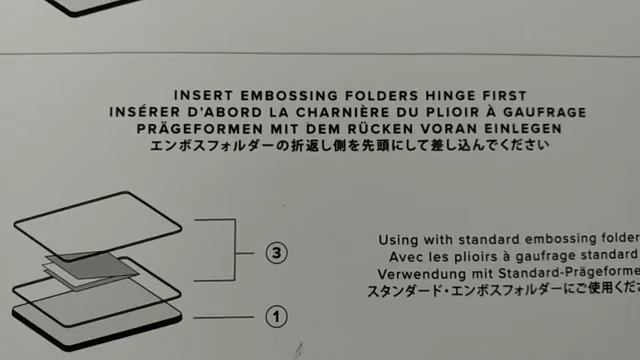 INSERT EMBOSSING FOLDERS HINGE FIRST
INSÉRER D'ABORD LA CHARNIÈRE DU PLIOIR À GAUFRAGE
PRÄGEFORMEN MIT DEM RÜCKEN VORAN EINLEGEN
エンボスフォルダーの折返し側を先頭にして差し込んでください
3
Using with standard embossing folder
Avec les plioirs à gaufrage standard
Verwendung mit Standard-Prägeforme
スタンダード・エンボスフォルダーにご使用くださ
1